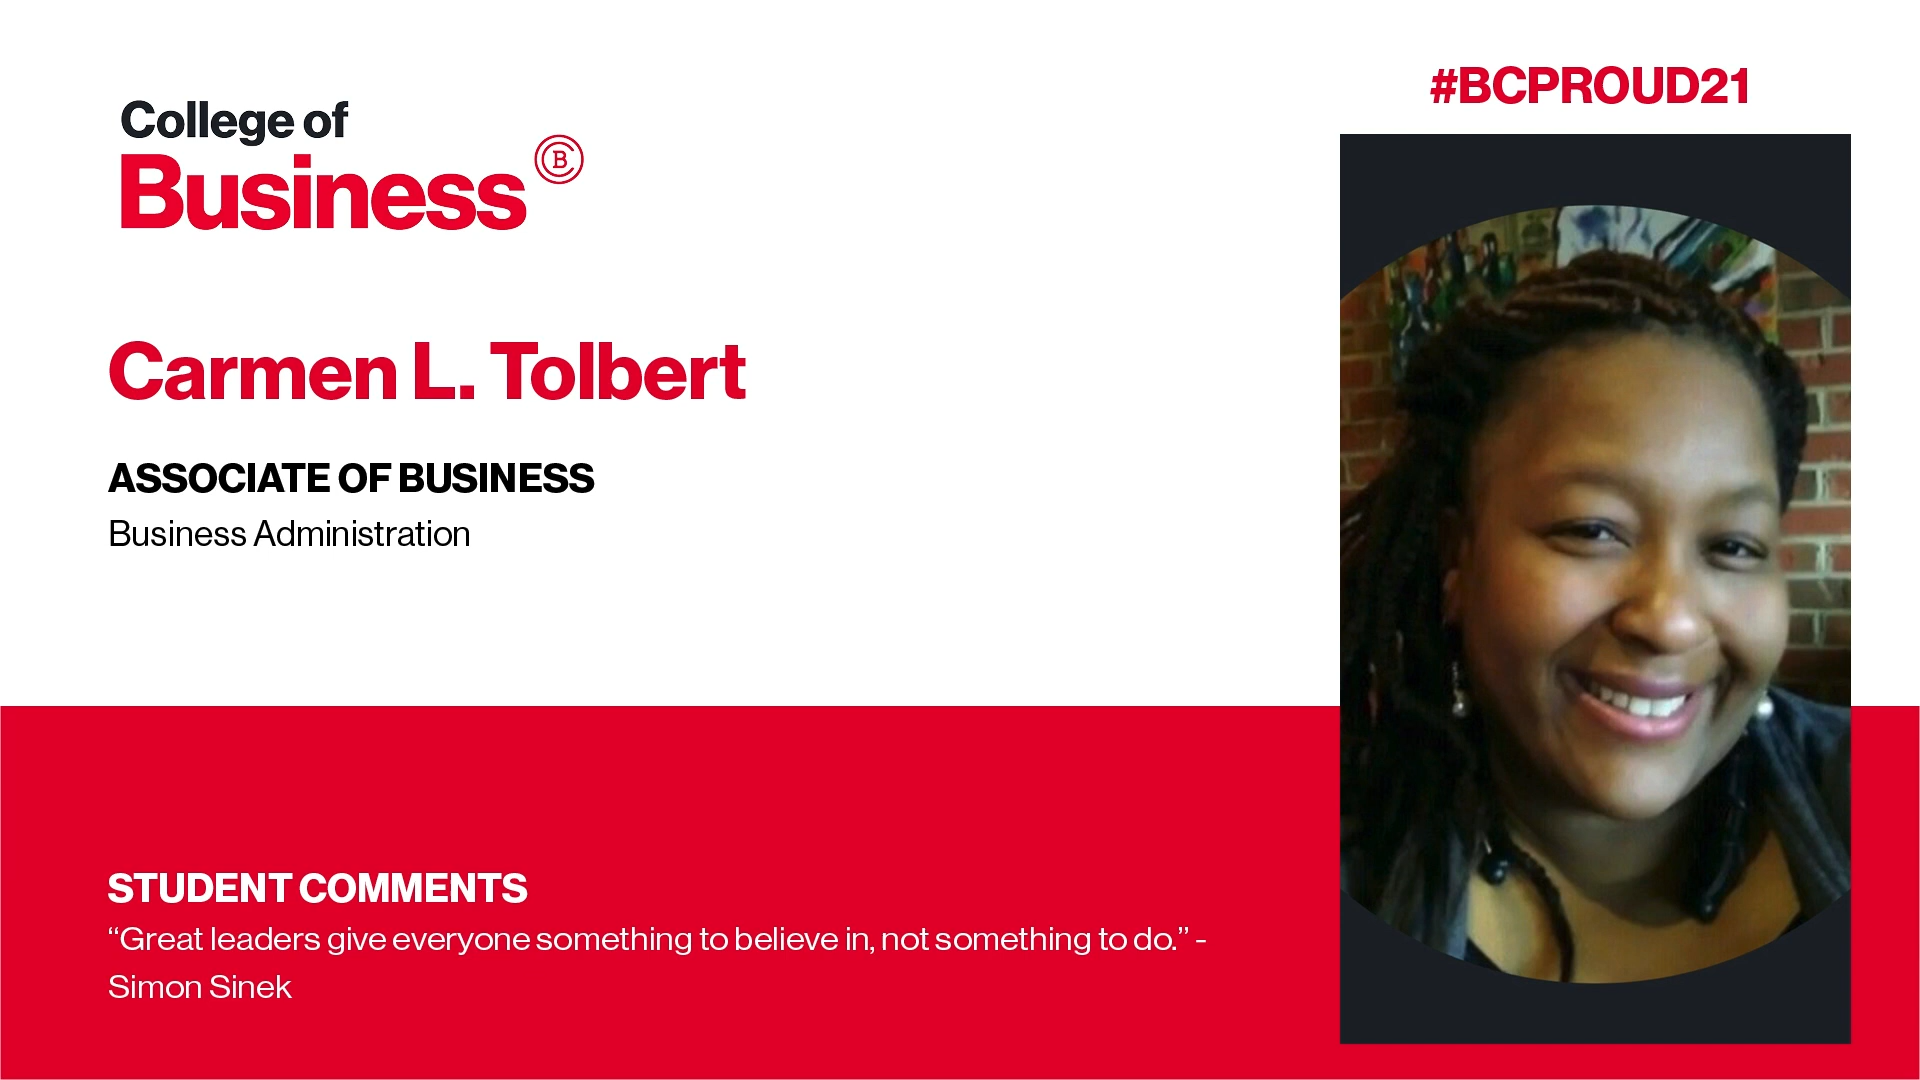 #BCPROUD21
College of
Business
B
Carmen L. Tolbert
ASSOCIATE OF BUSINESS
Business Administration
STUDENT COMMENTS
“Great leaders give everyone something to believe in, not something to do.” -
Simon Sinek